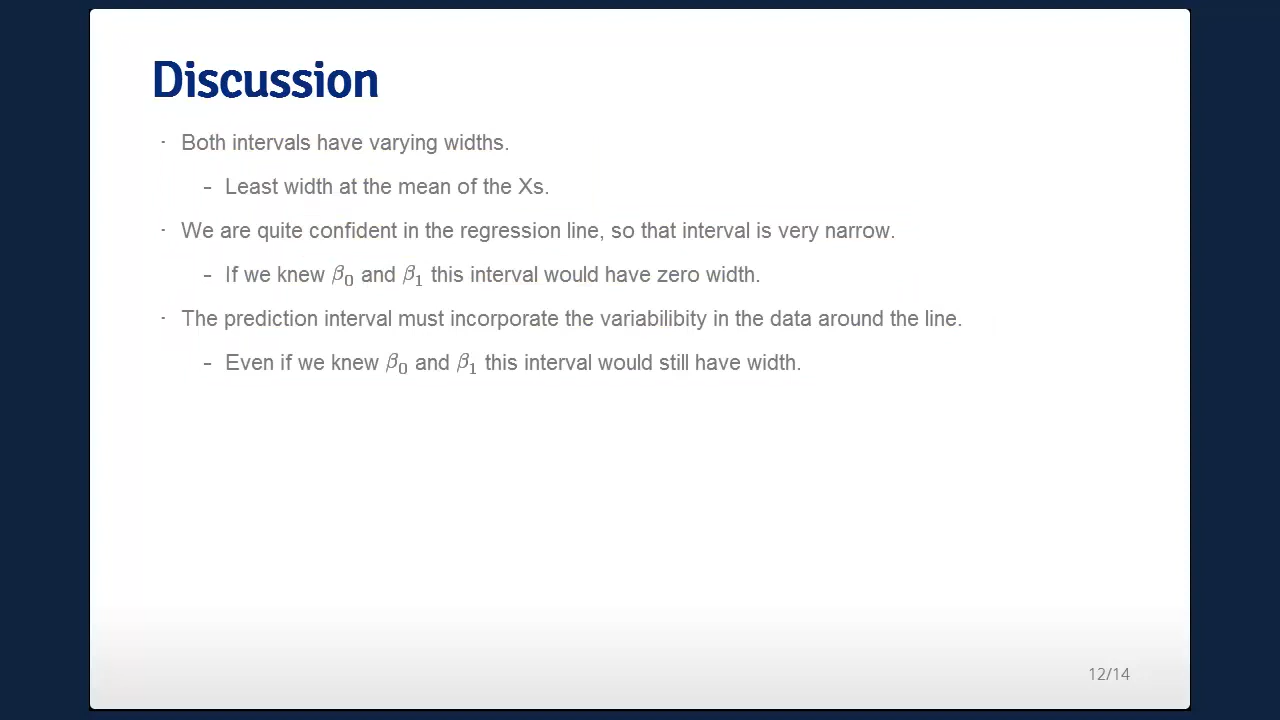 Discussion
· Both intervals have varying widths.
– Least width at the mean of the Xs.
· We are quite confident in the regression line, so that interval is very narrow.
– If we knew β₀ and β₁ this interval would have zero width.
· The prediction interval must incorporate the variabilibity in the data around the line.
– Even if we knew β₀ and β₁ this interval would still have width.
12/14